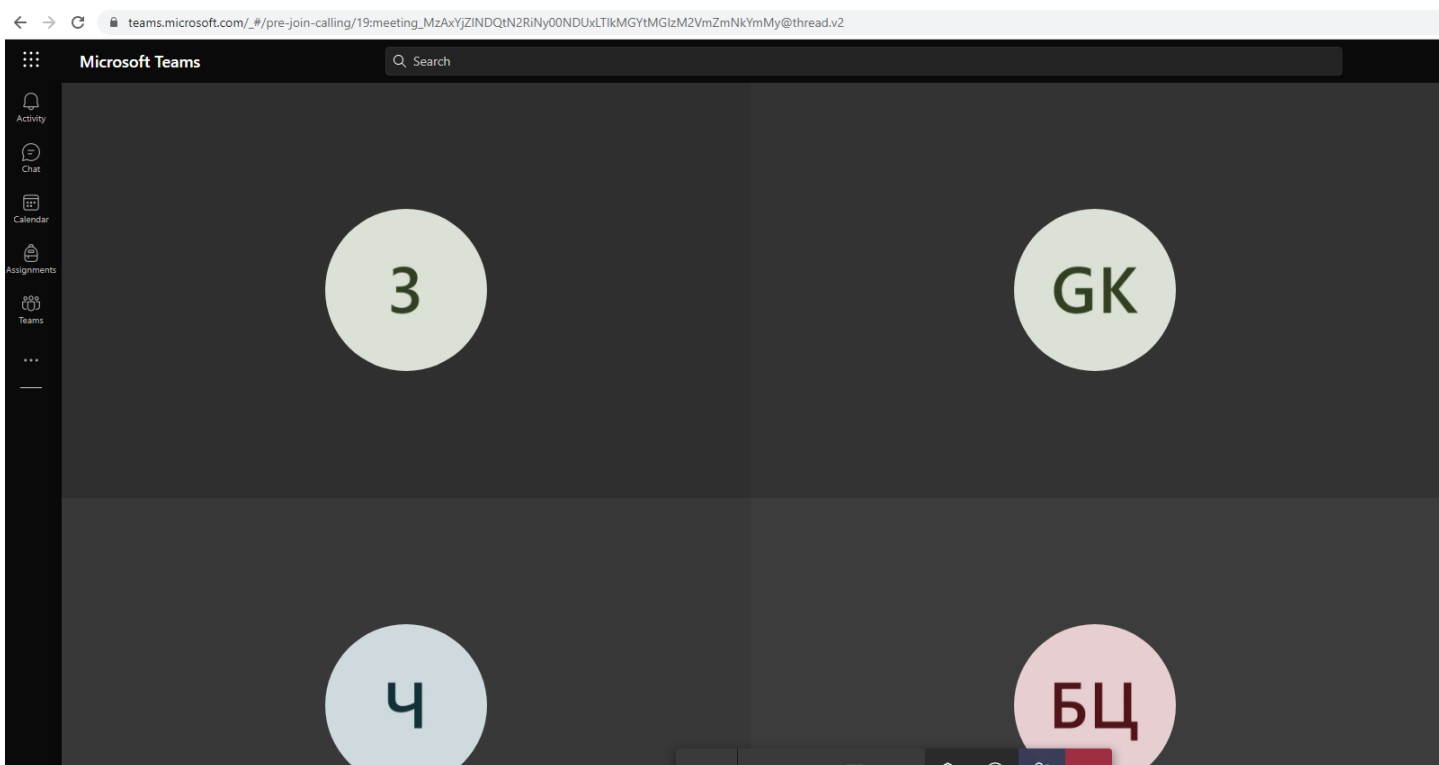 teams.microsoft.com/_#/pre-join-calling/19:meeting_MzAxYjZlNDQtN2RiNy00NDUxLTlkMGYtMGIzM2VmZmNkYmMy@thread.v2
Microsoft Teams
Search
Activity
Chat
Calendar
Assignments
Teams
З
GK
Ч
БЦ